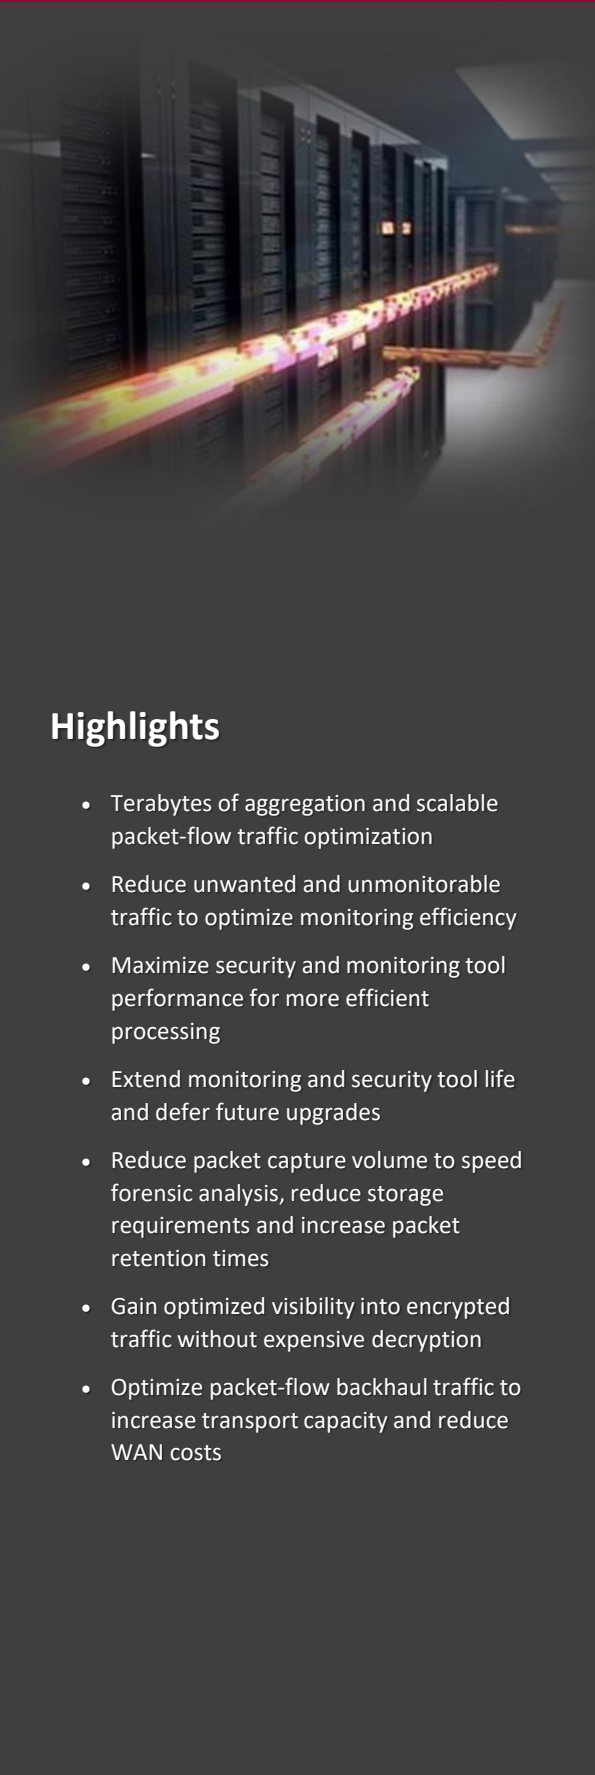 Highlights
• Terabytes of aggregation and scalable
packet-flow traffic optimization
• Reduce unwanted and unmonitorable
traffic to optimize monitoring efficiency
• Maximize security and monitoring tool
performance for more efficient
processing
• Extend monitoring and security tool life
and defer future upgrades
• Reduce packet capture volume to speed
forensic analysis, reduce storage
requirements and increase packet
retention times
• Gain optimized visibility into encrypted
traffic without expensive decryption
• Optimize packet-flow backhaul traffic to
increase transport capacity and reduce
WAN costs